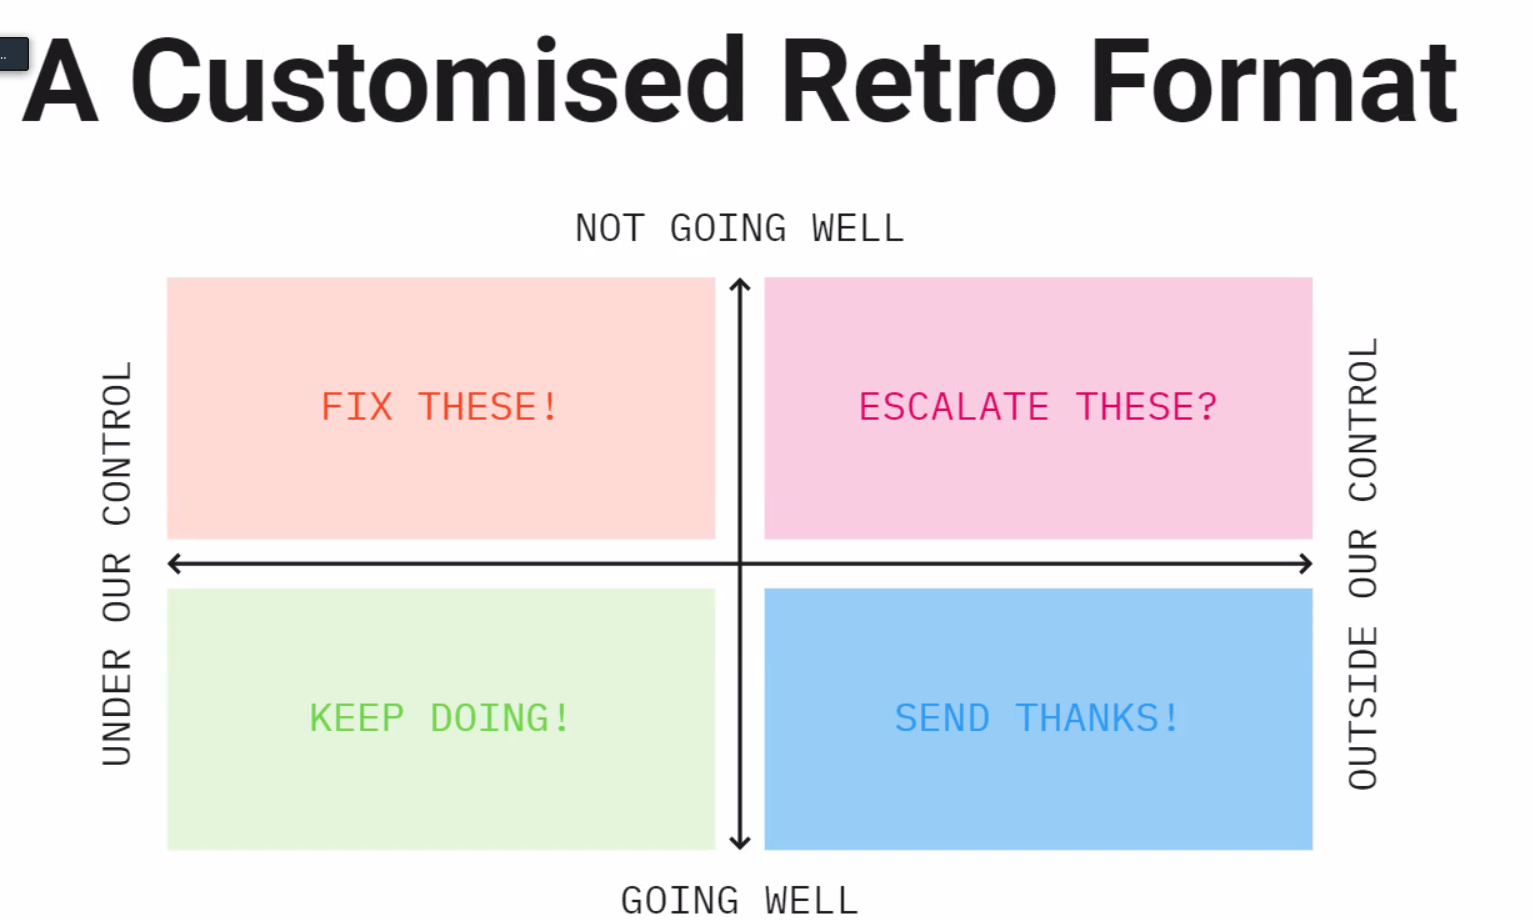 ..
A Customised Retro Format
NOT GOING WELL
UNDER OUR CONTROL
FIX THESE!
ESCALATE THESE?
OUTSIDE OUR CONTROL
KEEP DOING!
SEND THANKS!
GOING WELL